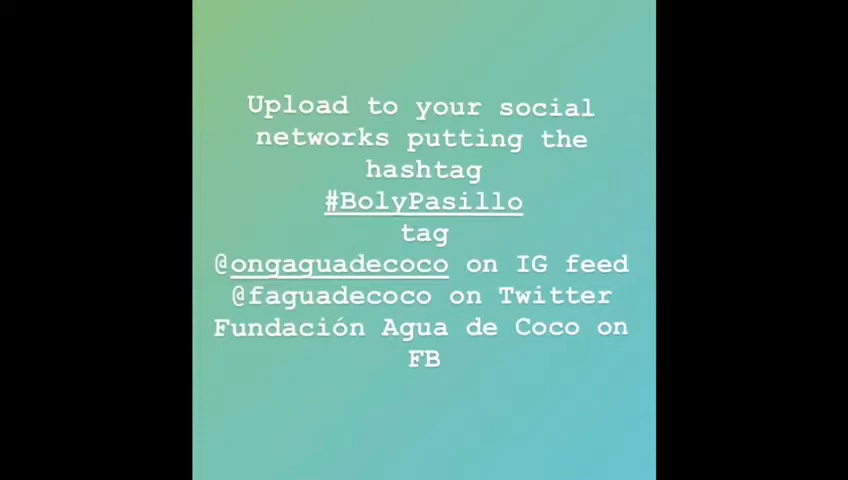 Upload to your social
networks putting the
hashtag
#BolyPasillo
tag
@ongaguadecoco on IG feed
@faguadecoco on Twitter
Fundación Agua de Coco on
FB